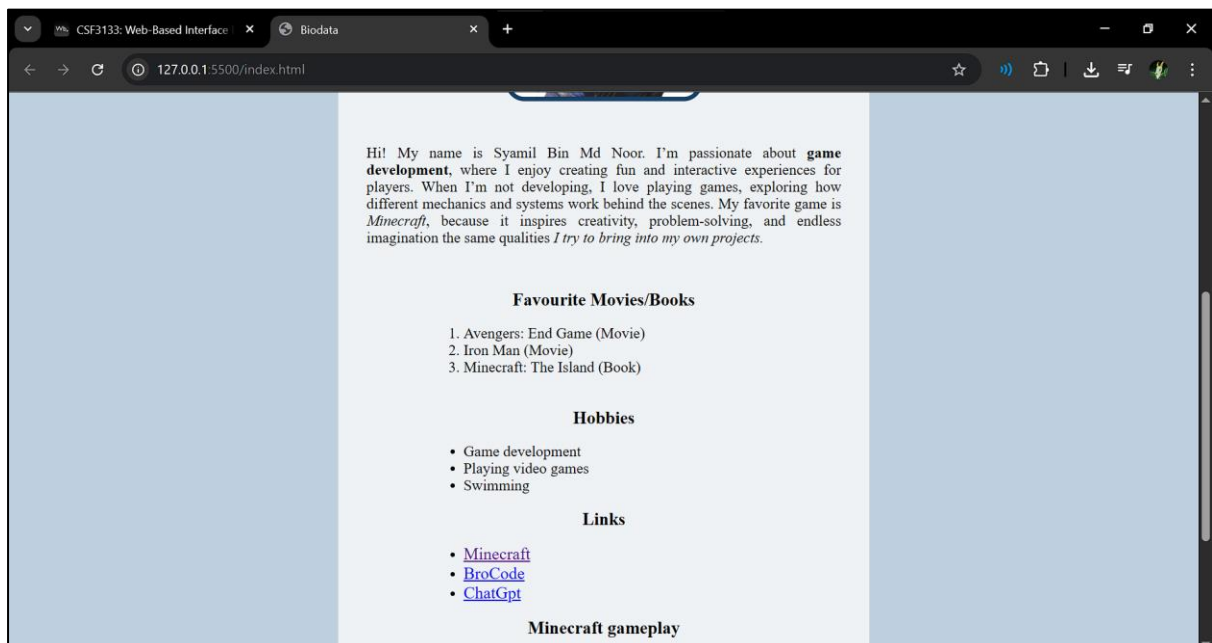 CSF3133: Web-Based Interface
Biodata
127.0.0.1:5500/index.html
Hi! My name is Syamil Bin Md Noor. I’m passionate about game
development, where I enjoy creating fun and interactive experiences for
players. When I’m not developing, I love playing games, exploring how
different mechanics and systems work behind the scenes. My favorite game is
Minecraft, because it inspires creativity, problem-solving, and endless
imagination the same qualities I try to bring into my own projects.
Favourite Movies/Books
1. Avengers: End Game (Movie)
2. Iron Man (Movie)
3. Minecraft: The Island (Book)
Hobbies
• Game development
• Playing video games
• Swimming
Links
• Minecraft
• BroCode
• ChatGpt
Minecraft gameplay